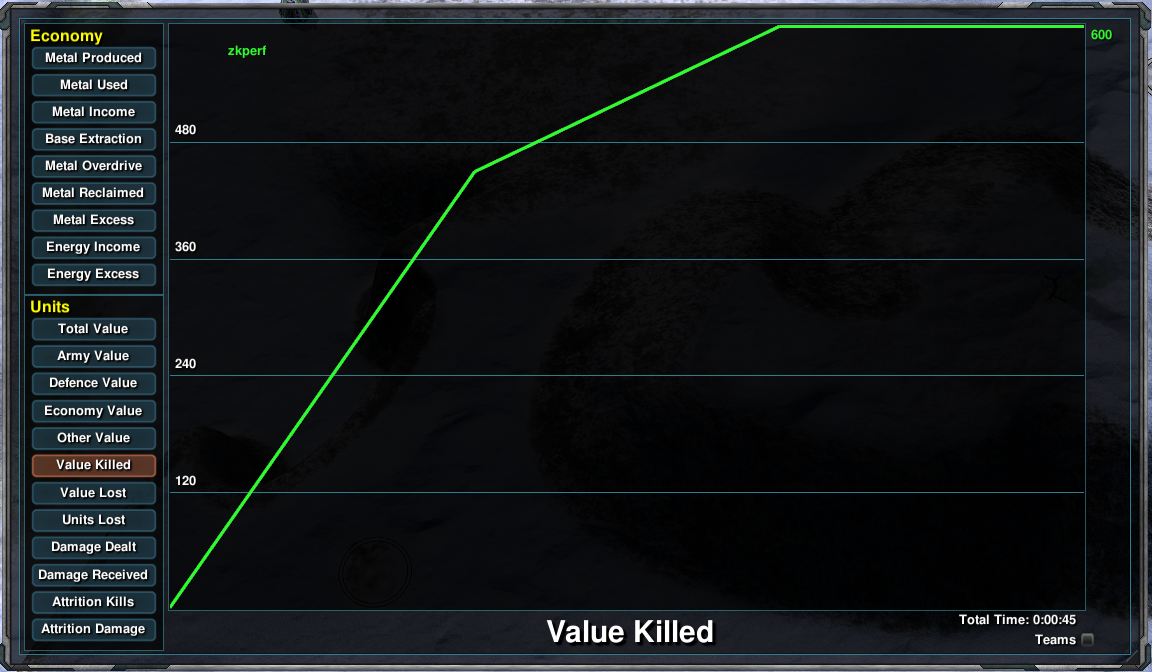 Economy
Metal Produced
Metal Used
Metal Income
Base Extraction
Metal Overdrive
Metal Reclaimed
Metal Excess
Energy Income
Energy Excess
Units
Total Value
Army Value
Defence Value
Economy Value
Other Value
Value Killed
Value Lost
Units Lost
Damage Dealt
Damage Received
Attrition Kills
Attrition Damage
zkperf
600
480
360
240
120
Value Killed
Total Time: 0:00:45
Teams